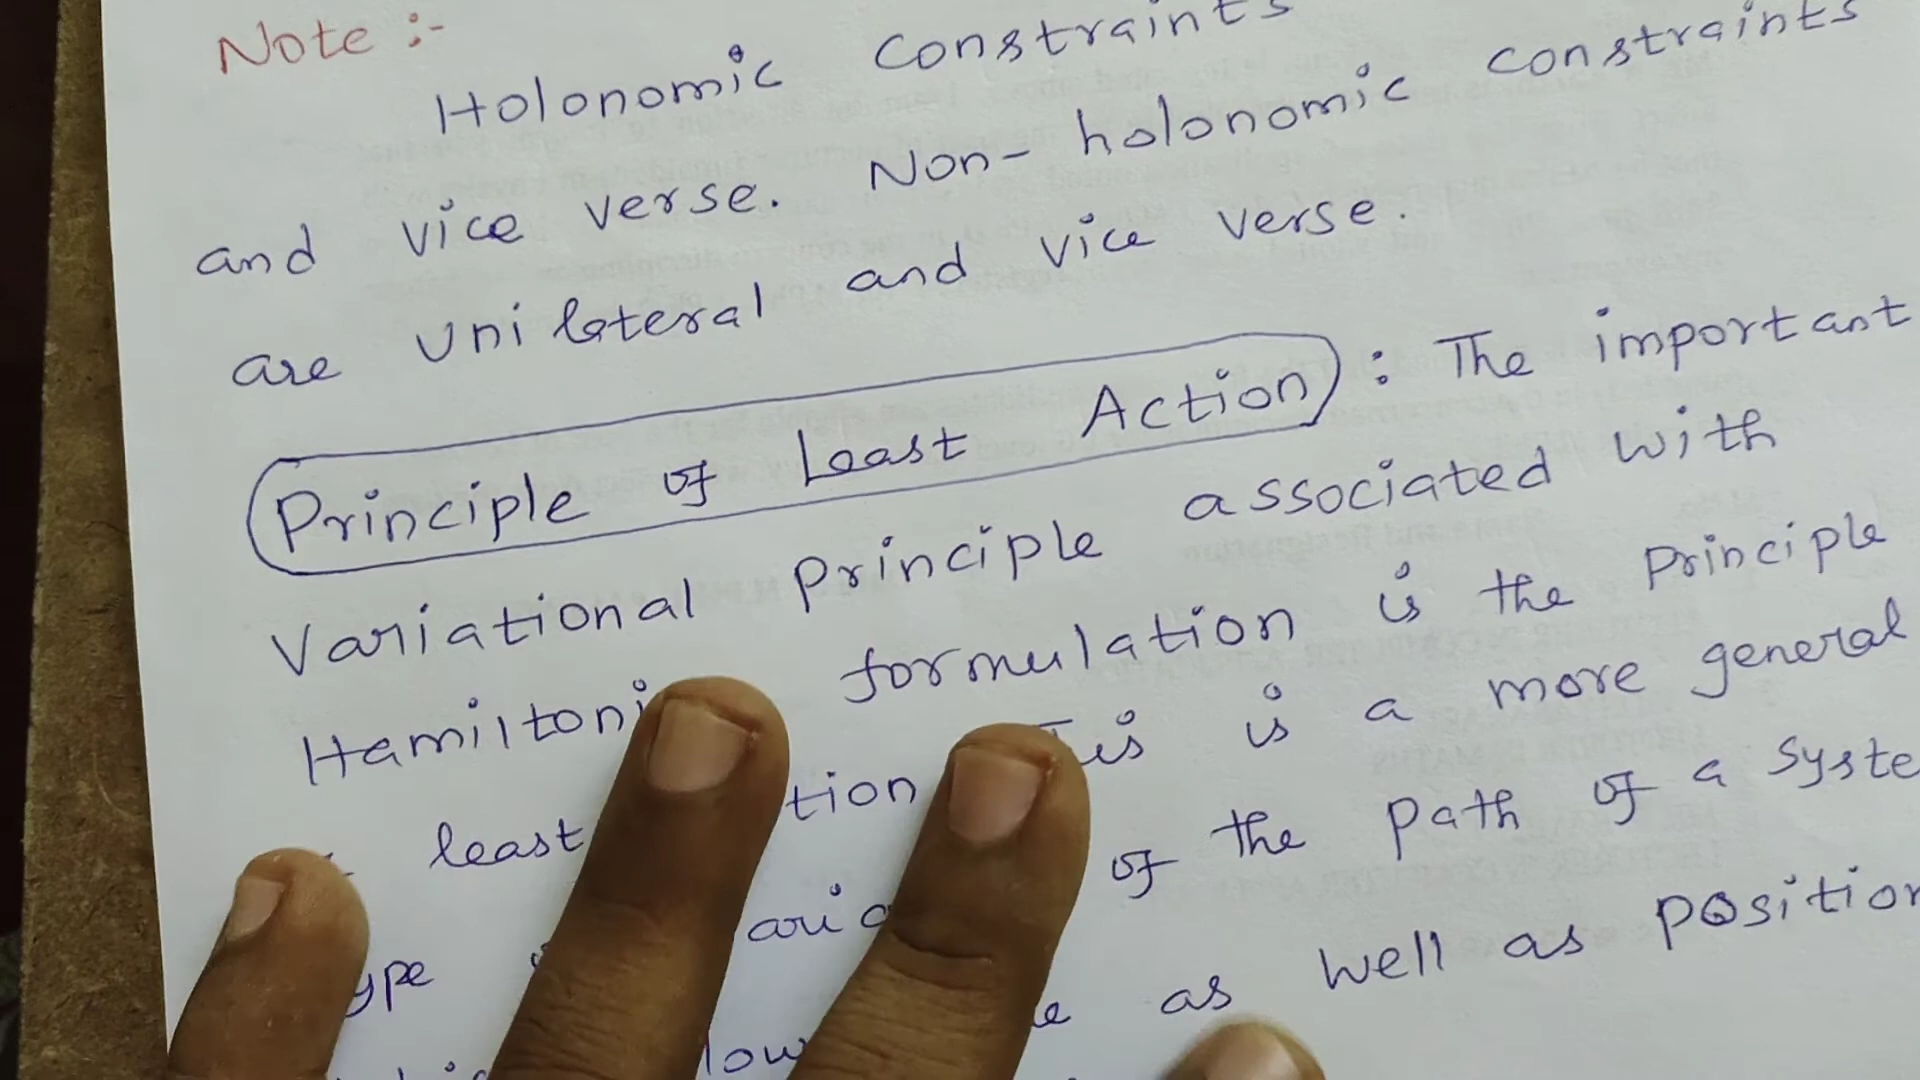 Note :-
Holonomic constraints
and vice verse. Non-holonomic constraints
are unilateral and vice verse.
Principle of Least Action : The important
Variational principle associated with
Hamiltoni formulation is the principle
least tion is a more general
ype of the path of a syste
low as well as position